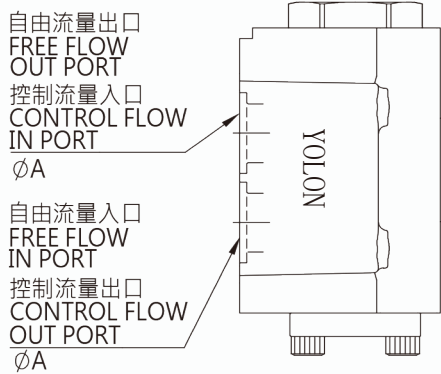 自由流量出口
FREE FLOW
OUT PORT
控制流量入口
CONTROL FLOW
IN PORT
∅A
YOLON
自由流量入口
FREE FLOW
IN PORT
控制流量出口
CONTROL FLOW
OUT PORT
∅A